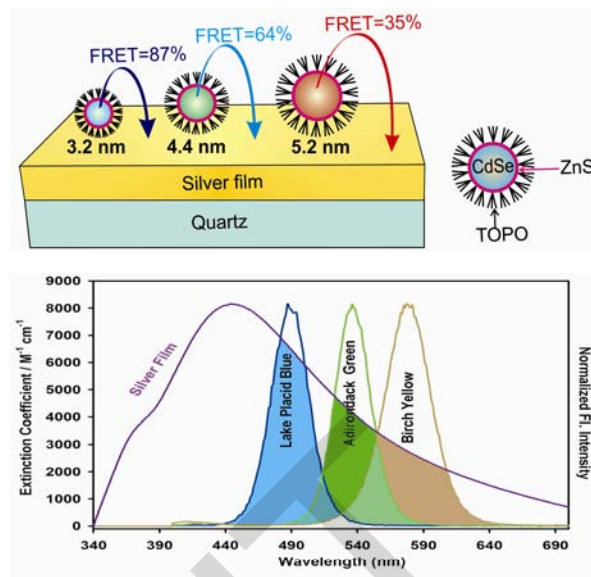 FRET=87%
FRET=64%
FRET=35%
3.2 nm
4.4 nm
5.2 nm
Silver film
Quartz
CdSe
ZnS
TOPO
9000
8000
7000
6000
5000
4000
3000
2000
1000
0
Extinction Coefficient / M⁻¹ cm⁻¹
Silver Film
Lake Placid Blue
Adirondack Green
Birch Yellow
Normalized Fl. Intensity
340 390 440 490 540 590 640 690
Wavelength (nm)